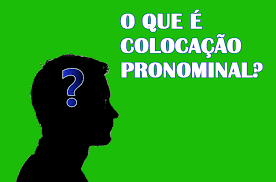 O QUE É
COLOCAÇÃO
PRONOMINAL?
?